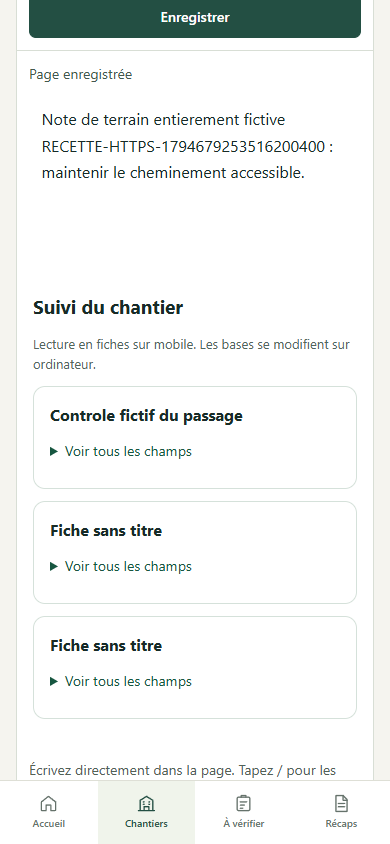 Enregistrer
Page enregistrée
Note de terrain entierement fictive
RECETTE-HTTPS-1794679253516200400 :
maintenir le cheminement accessible.
Suivi du chantier
Lecture en fiches sur mobile. Les bases se modifient sur
ordinateur.
Controle fictif du passage
Voir tous les champs
Fiche sans titre
Voir tous les champs
Fiche sans titre
Voir tous les champs
Écrivez directement dans la page. Tapez / pour les
Accueil
Chantiers
À vérifier
Récaps